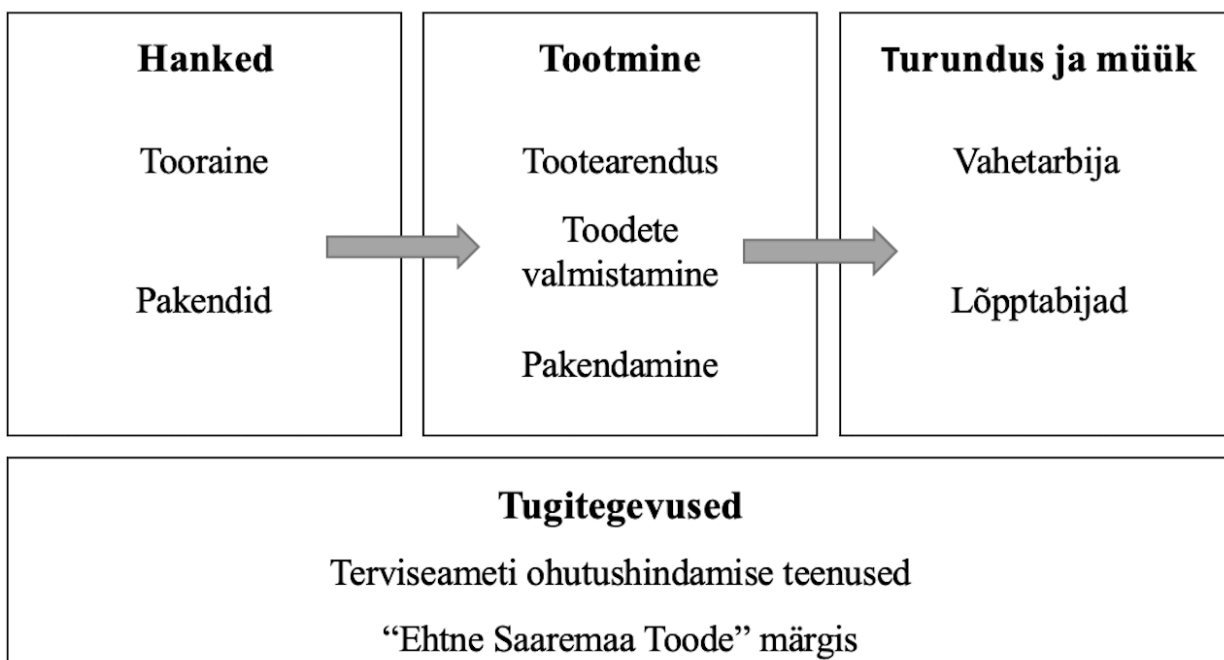 Hanked
Tooraine
Pakendid
Tootmine
Tootearendus
Toodete
valmistamine
Pakendamine
Turundus ja müük
Vahetarbija
Lõpptabijad
Tugitegevused
Terviseameti ohutushindamise teenused
“Ehtne Saaremaa Toode” märgis